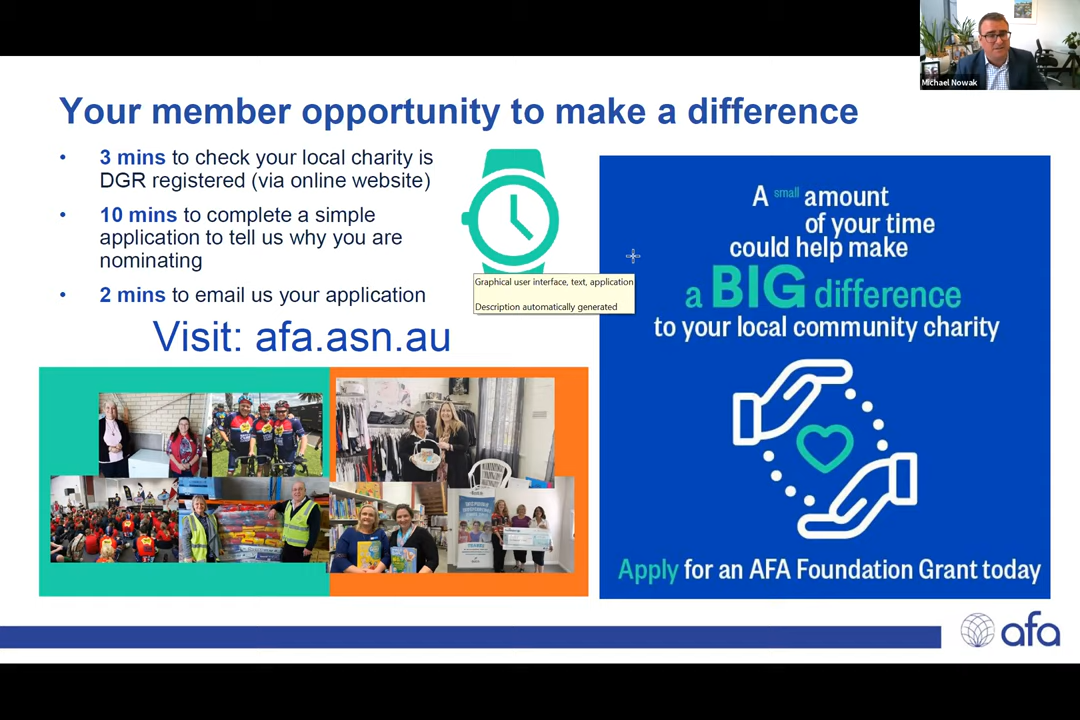 Michael Nowak
Your member opportunity to make a difference
• 3 mins to check your local charity is
DGR registered (via online website)
• 10 mins to complete a simple
application to tell us why you are
nominating
• 2 mins to email us your application
Visit: afa.asn.au
Graphical user interface, text, application
Description automatically generated
A small amount
of your time
could help make
a BIG difference
to your local community charity
Apply for an AFA Foundation Grant today
afa